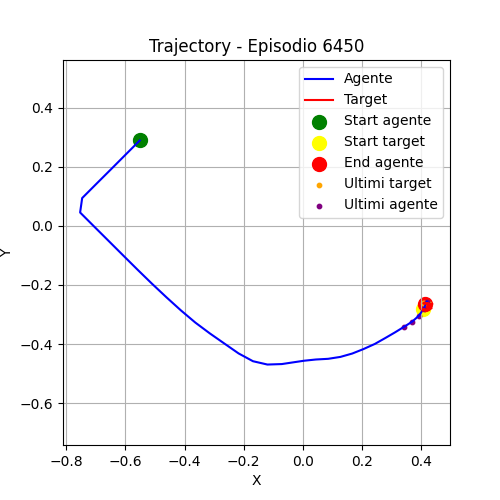 Trajectory - Episodio 6450
Agente
Target
Start agente
Start target
End agente
Ultimi target
Ultimi agente
0.4
0.2
0.0
−0.2
−0.4
−0.6
Y
−0.8 −0.6 −0.4 −0.2 0.0 0.2 0.4
X